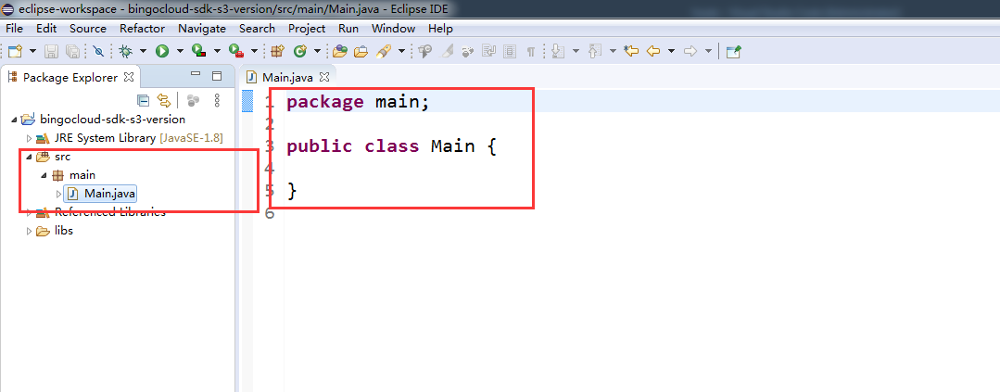 eclipse-workspace - bingocloud-sdk-s3-version/src/main/Main.java - Eclipse IDE
File Edit Source Refactor Navigate Search Project Run Window Help
Package Explorer
Main.java
bingocloud-sdk-s3-version
JRE System Library [JavaSE-1.8]
src
main
Main.java
Referenced Libraries
libs
1 package main;
2
3 public class Main {
4
5 }
6